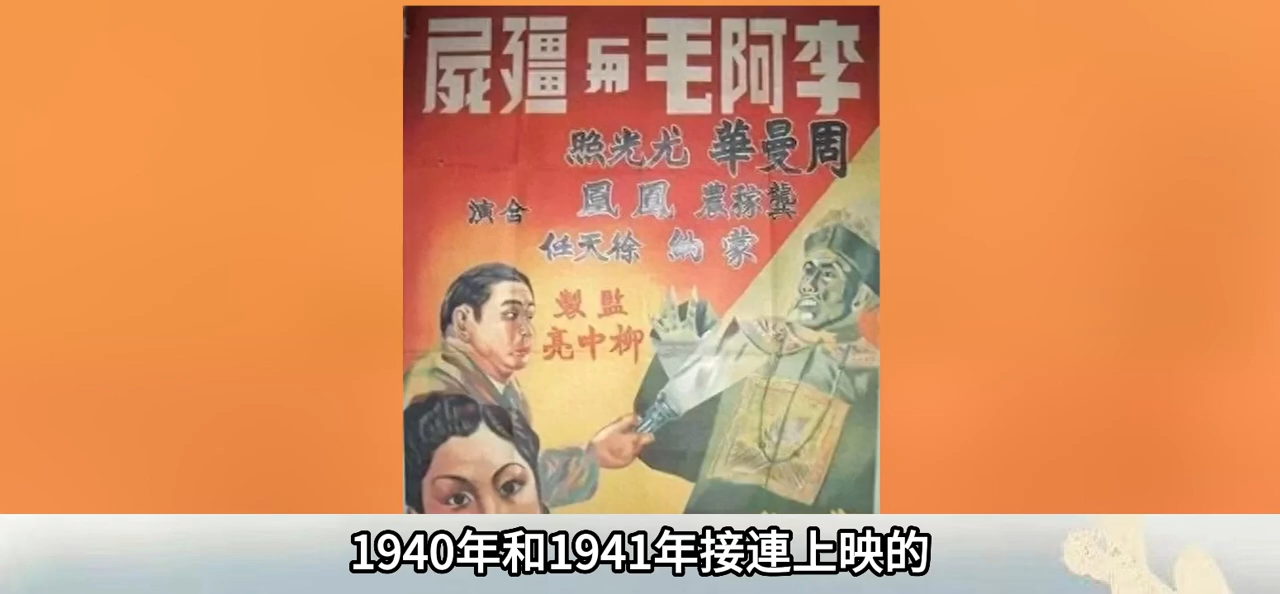 李阿毛與殭屍
周曼華 尤光照
龔稼農 鳳凰 合演
蒙納 徐天任
監製
柳中亮
1940年和1941年接連上映的